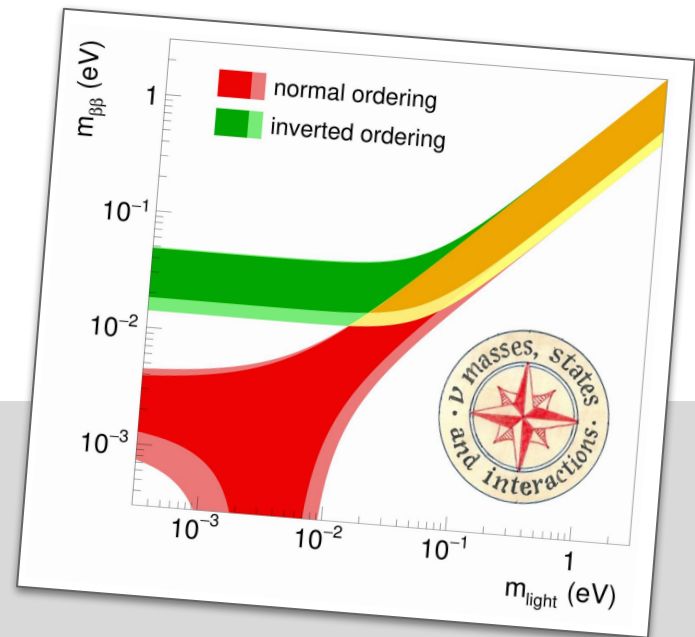 m_ββ (eV)
1
10⁻¹
10⁻²
10⁻³
normal ordering
inverted ordering
· ν masses, states
and interactions.
10⁻³
10⁻²
10⁻¹
1
m_light (eV)